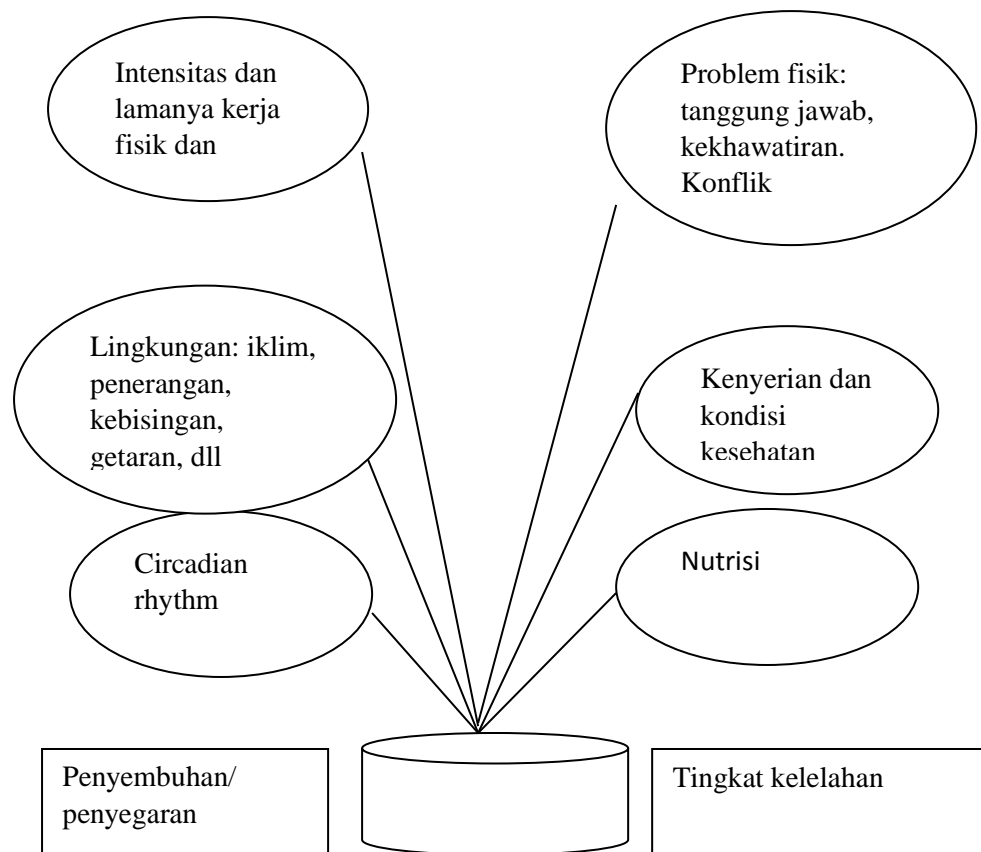 Intensitas dan
lamanya kerja
fisik dan
Problem fisik:
tanggung jawab,
kekhawatiran.
Konflik
Lingkungan: iklim,
penerangan,
kebisingan,
getaran, dll
Kenyerian dan
kondisi
kesehatan
Circadian
rhythm
Nutrisi
Penyembuhan/
penyegaran
Tingkat kelelahan